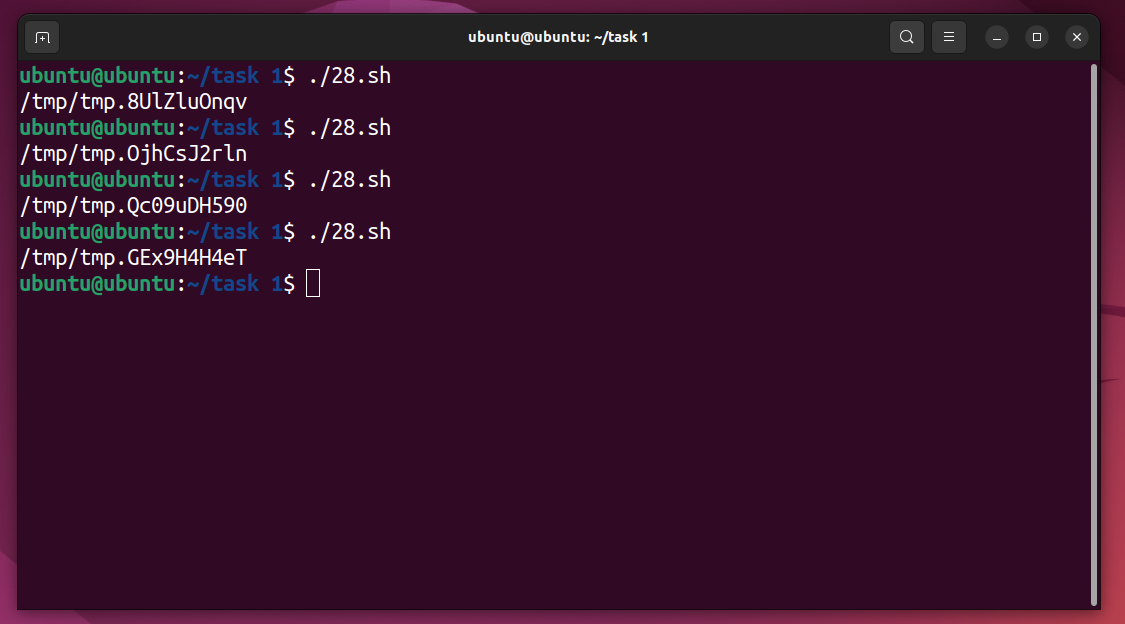 ubuntu@ubuntu: ~/task 1
ubuntu@ubuntu:~/task 1$ ./28.sh
/tmp/tmp.8UlZluOnqv
ubuntu@ubuntu:~/task 1$ ./28.sh
/tmp/tmp.OjhCsJ2rln
ubuntu@ubuntu:~/task 1$ ./28.sh
/tmp/tmp.Qc09uDH590
ubuntu@ubuntu:~/task 1$ ./28.sh
/tmp/tmp.GEx9H4H4eT
ubuntu@ubuntu:~/task 1$